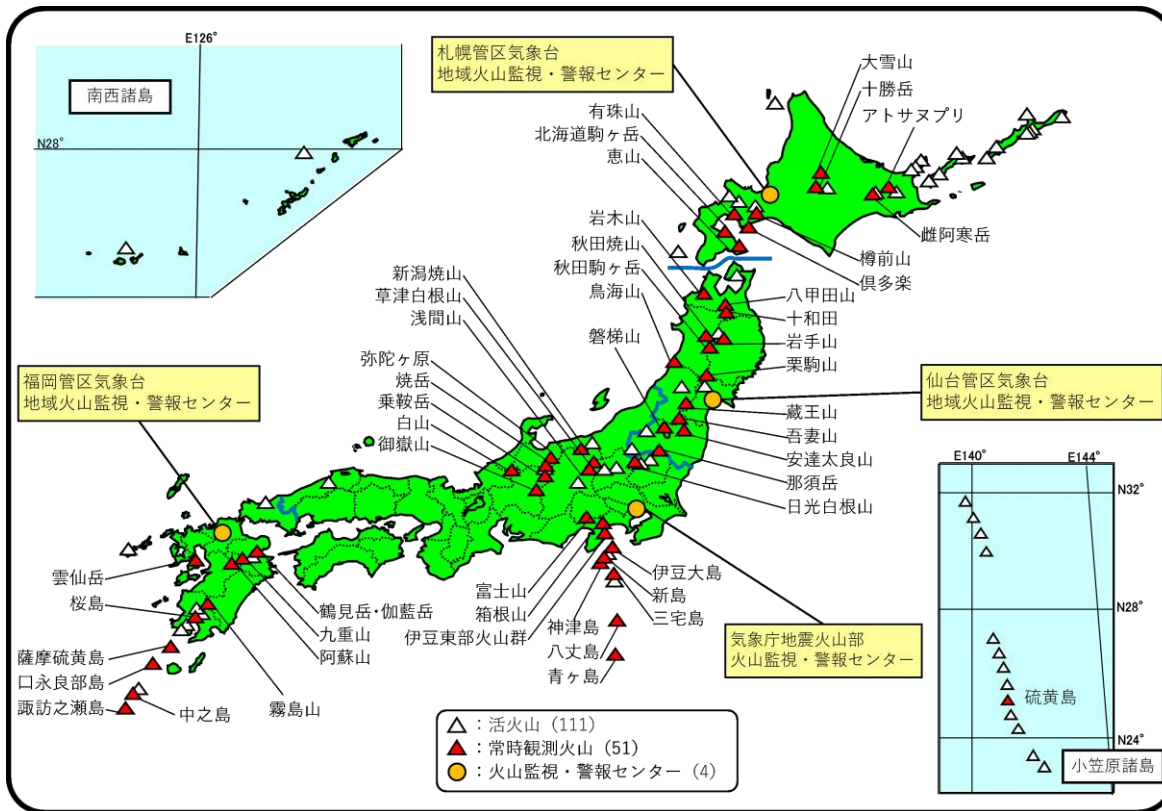 E126°
南西諸島
N28°
札幌管区気象台
地域火山監視・警報センター
大雪山
十勝岳
アトサヌプリ
有珠山
北海道駒ヶ岳
恵山
雌阿寒岳
樽前山
倶多楽
岩木山
秋田焼山
秋田駒ヶ岳
鳥海山
磐梯山
八甲田山
十和田
岩手山
栗駒山
新潟焼山
草津白根山
浅間山
弥陀ヶ原
焼岳
乗鞍岳
白山
御嶽山
福岡管区気象台
地域火山監視・警報センター
仙台管区気象台
地域火山監視・警報センター
蔵王山
吾妻山
安達太良山
那須岳
日光白根山
雲仙岳
桜島
薩摩硫黄島
口永良部島
諏訪之瀬島
中之島
霧島山
鶴見岳・伽藍岳
九重山
阿蘇山
富士山
箱根山
伊豆東部火山群
伊豆大島
新島
三宅島
神津島
八丈島
青ヶ島
気象庁地震火山部
火山監視・警報センター
E140°
E144°
N32°
N28°
硫黄島
N24°
小笠原諸島
：活火山（111）
：常時観測火山（51）
：火山監視・警報センター（4）